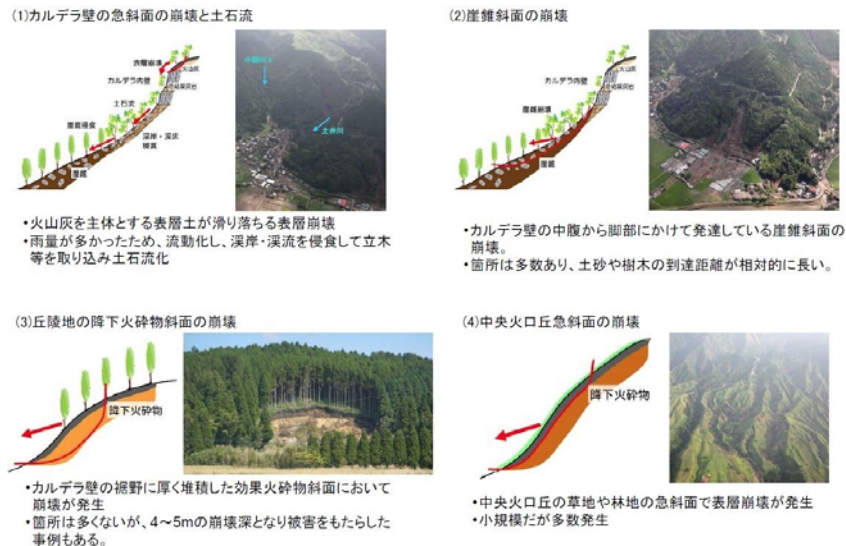 (1)カルデラ壁の急斜面の崩壊と土石流
表層崩壊
火山灰
カルデラ内壁
土石流
渓岸・渓床
崖錐
・火山灰を主体とする表層土が滑り落ちる表層崩壊
・雨量が多かったため、流動化し、渓岸・渓流を侵食して立木
等を取り込み土石流化
(2)崖錐斜面の崩壊
火山灰
カルデラ内壁
崖錐崩壊
崖錐
・カルデラ壁の中腹から脚部にかけて発達している崖錐斜面の
崩壊。
・箇所は多数あり、土砂や樹木の到達距離が相対的に長い。
(3)丘陵地の降下火砕物斜面の崩壊
降下火砕物
・カルデラ壁の裾野に厚く堆積した効果火砕物斜面において
崩壊が発生
・箇所は多くないが、4～5mの崩壊深となり被害をもたらした
事例もある。
(4)中央火口丘急斜面の崩壊
降下火砕物
・中央火口丘の草地や林地の急斜面で表層崩壊が発生
・小規模だが多数発生